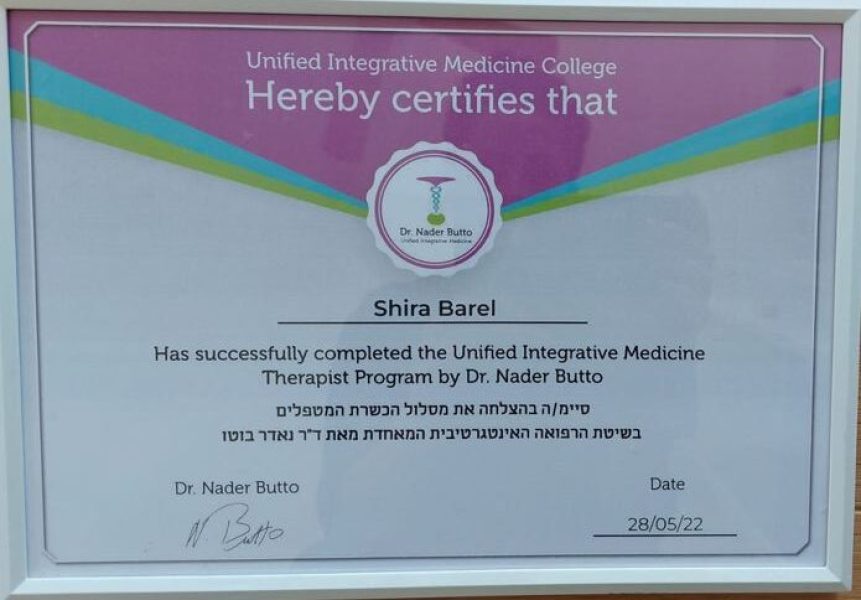 Unified Integrative Medicine College
Hereby certifies that
Dr. Nader Butto
Unified Integrative Medicine
Shira Barel
Has successfully completed the Unified Integrative Medicine
Therapist Program by Dr. Nader Butto
סיימ/ה בהצלחה את מסלול הכשרת המטפלים
בשיטת הרפואה האינטגרטיבית המאחדת מאת ד"ר נאדר בוטו
Dr. Nader Butto
N. Butto
Date
28/05/22